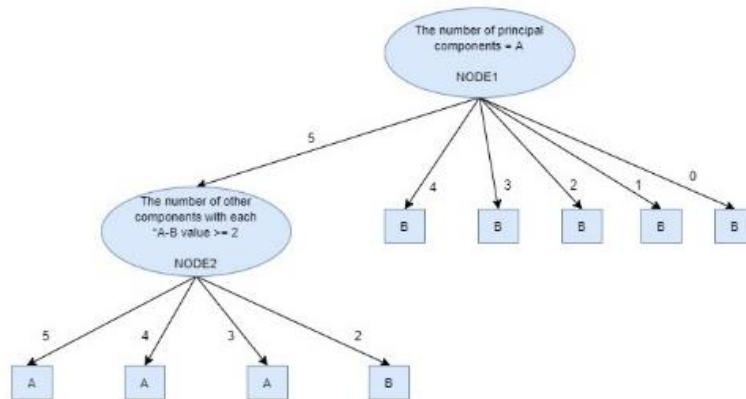 The number of principal
components = A
NODE1
5
4
3
2
1
0
The number of other
components with each
"A-B value >= 2
NODE2
B
B
B
B
B
5
4
3
2
A
A
A
B